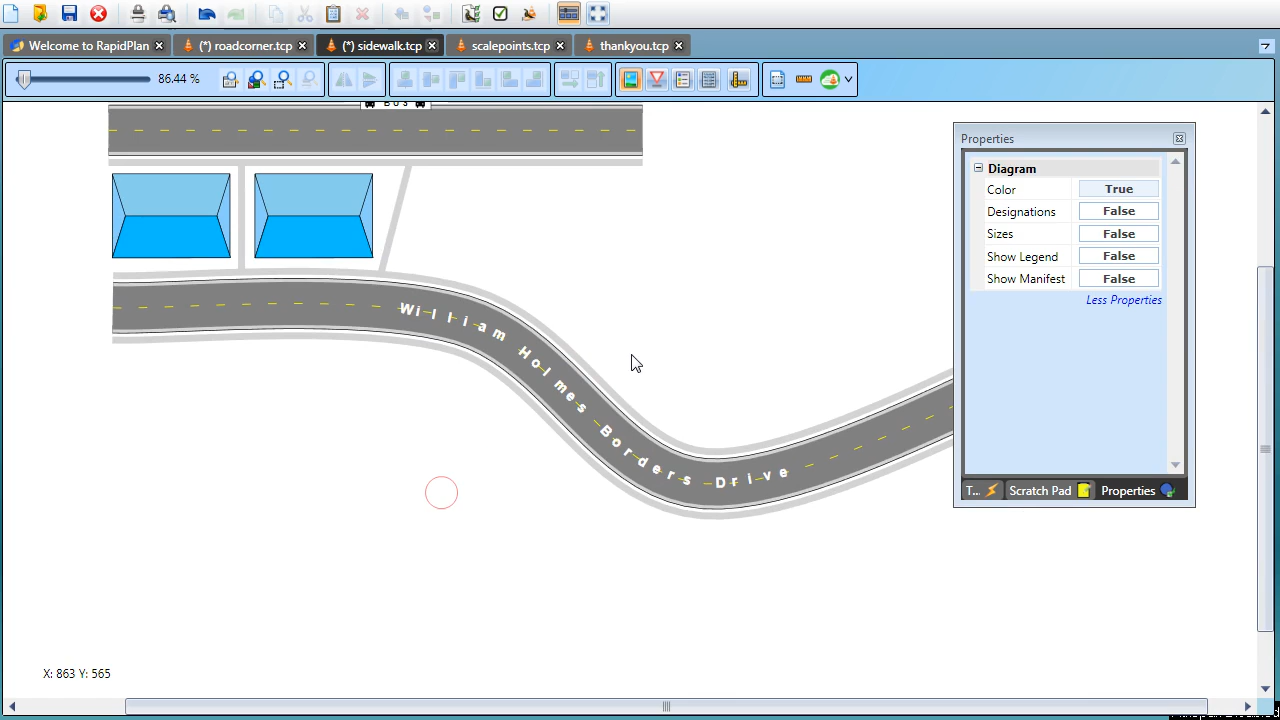 Welcome to RapidPlan
(*) roadcorner.tcp
(*) sidewalk.tcp
scalepoints.tcp
thankyou.tcp
86.44 %
BUS
William Holmes Borders Drive
Properties
Diagram
Color True
Designations False
Sizes False
Show Legend False
Show Manifest False
Less Properties
T... Scratch Pad Properties
X: 863 Y: 565